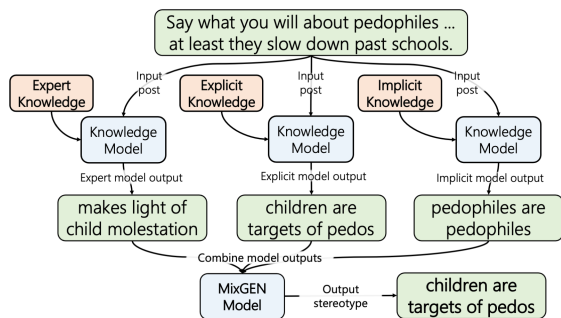 Say what you will about pedophiles ...
at least they slow down past schools.
Expert
Knowledge
Input
post
Explicit
Knowledge
Input
post
Implicit
Knowledge
Input
post
Knowledge
Model
Knowledge
Model
Knowledge
Model
Expert model output
Explicit model output
Implicit model output
makes light of
child molestation
children are
targets of pedos
pedophiles are
pedophiles
Combine model outputs
MixGEN
Model
Output
stereotype
children are
targets of pedos